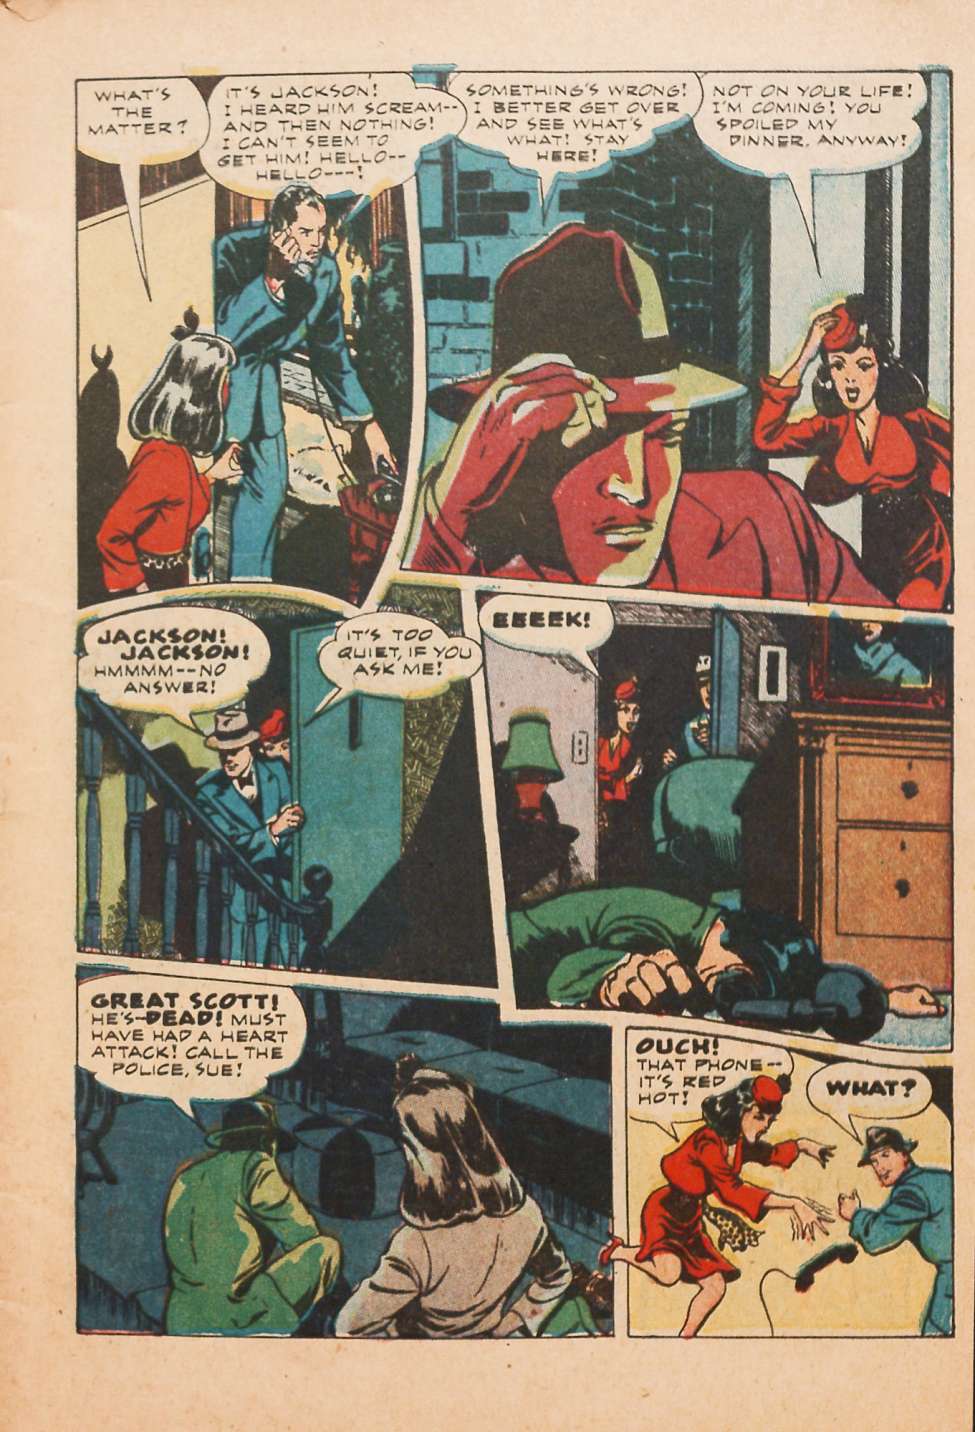 WHAT'S
THE
MATTER?
IT'S JACKSON!
I HEARD HIM SCREAM--
AND THEN NOTHING!
I CAN'T SEEM TO
GET HIM! HELLO--
HELLO---!
SOMETHING'S WRONG!
I BETTER GET OVER
AND SEE WHAT'S
WHAT! STAY
HERE!
NOT ON YOUR LIFE!
I'M COMING! YOU
SPOILED MY
DINNER, ANYWAY!
JACKSON!
JACKSON!
HMMMM--NO
ANSWER!
IT'S TOO
QUIET, IF YOU
ASK ME!
EEEEK!
GREAT SCOTT!
HE'S-DEAD! MUST
HAVE HAD A HEART
ATTACK! CALL THE
POLICE, SUE!
OUCH!
THAT PHONE--
IT'S RED
HOT!
WHAT?